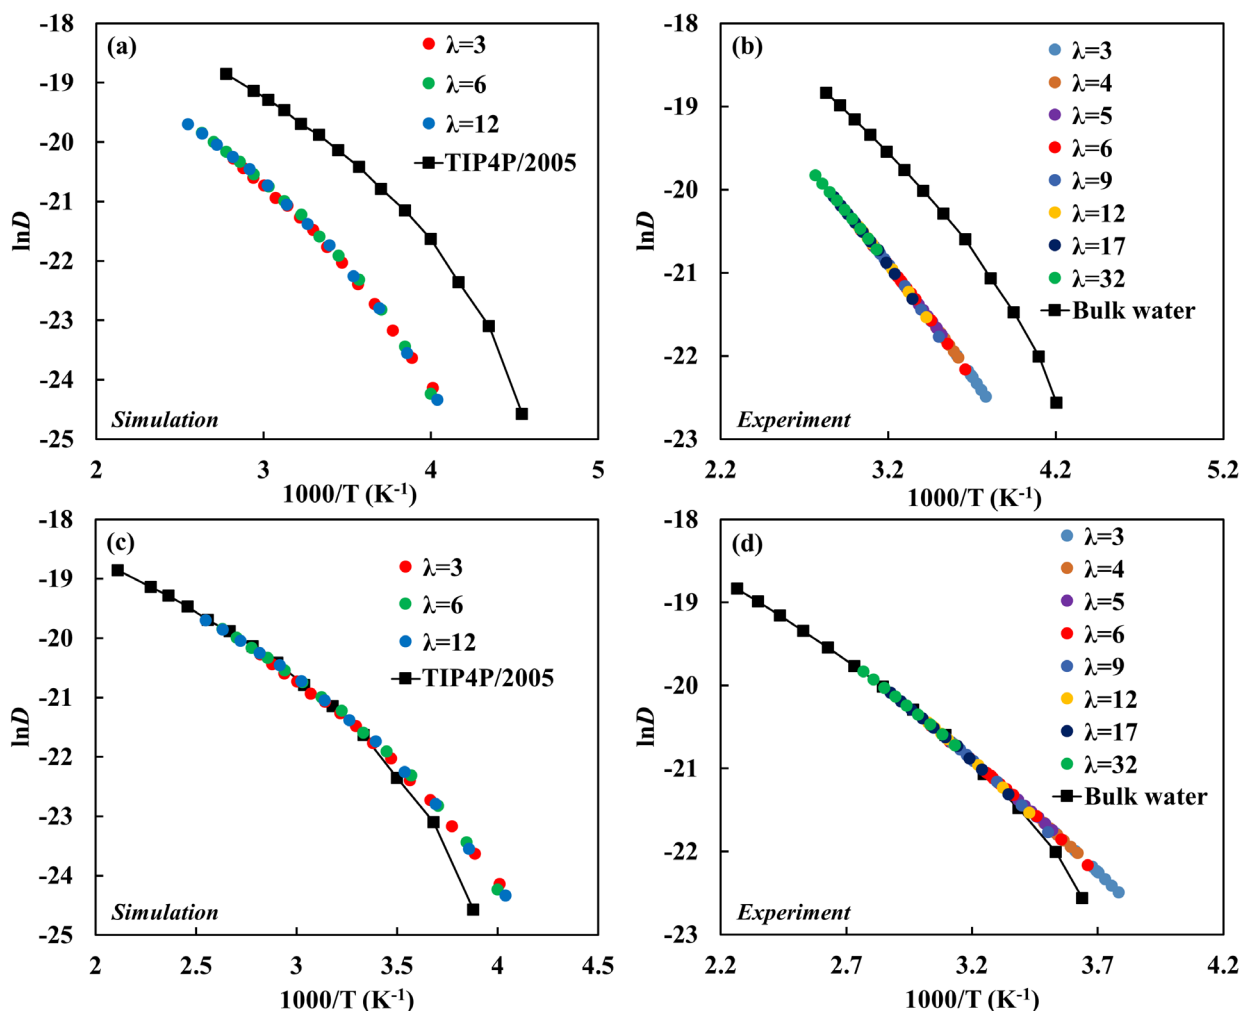 (a)
-18
-19
-20
-21
-22
-23
-24
-25
lnD
λ=3
λ=6
λ=12
TIP4P/2005
Simulation
2
3
4
5
1000/T (K⁻¹)
(b)
-18
-19
-20
-21
-22
-23
lnD
λ=3
λ=4
λ=5
λ=6
λ=9
λ=12
λ=17
λ=32
Bulk water
Experiment
2.2
3.2
4.2
5.2
1000/T (K⁻¹)
(c)
-18
-19
-20
-21
-22
-23
-24
-25
lnD
λ=3
λ=6
λ=12
TIP4P/2005
Simulation
2
2.5
3
3.5
4
4.5
1000/T (K⁻¹)
(d)
-18
-19
-20
-21
-22
-23
lnD
λ=3
λ=4
λ=5
λ=6
λ=9
λ=12
λ=17
λ=32
Bulk water
Experiment
2.2
2.7
3.2
3.7
4.2
1000/T (K⁻¹)